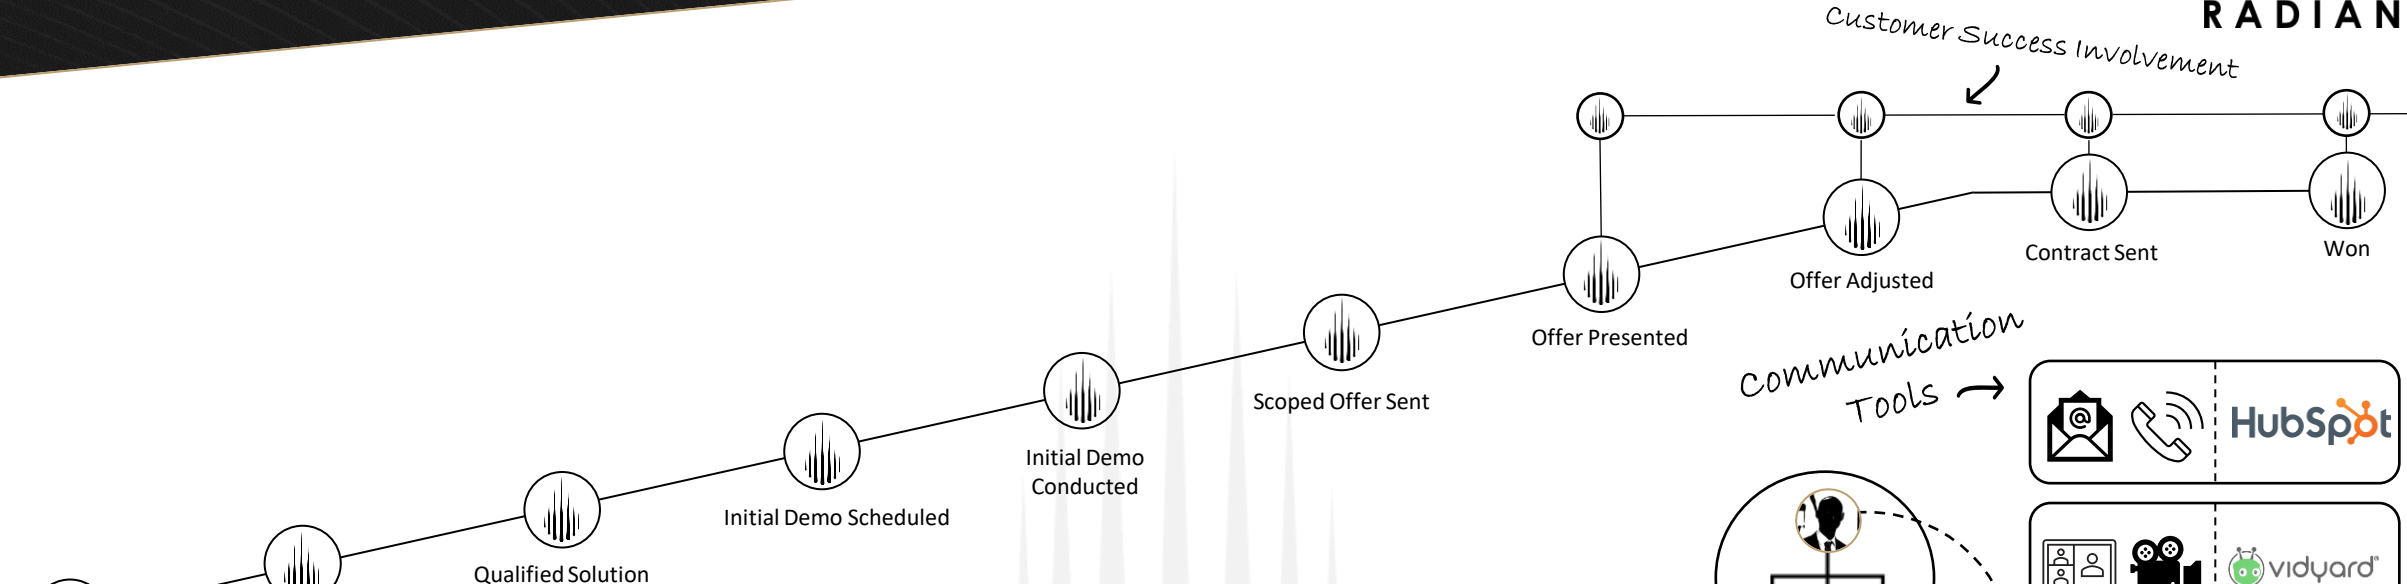 RADIAN
Customer Success Involvement
Won
Contract Sent
Offer Adjusted
Offer Presented
Communication
Tools
Scoped Offer Sent
HubSpot
Initial Demo
Conducted
Initial Demo Scheduled
Qualified Solution
vidyard